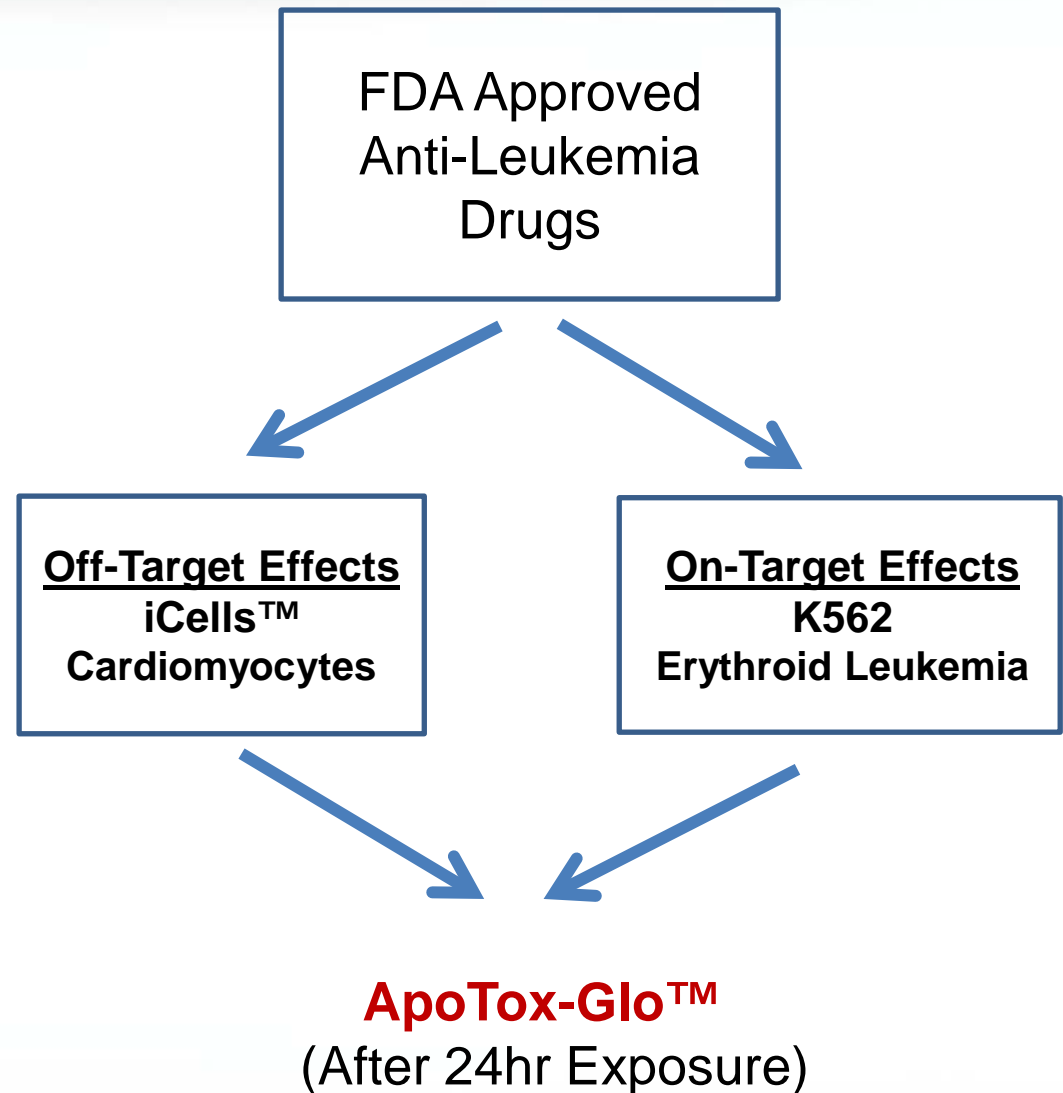 FDA Approved
Anti-Leukemia
Drugs
Off-Target Effects
iCells™
Cardiomyocytes
On-Target Effects
K562
Erythroid Leukemia
ApoTox-Glo™
(After 24hr Exposure)